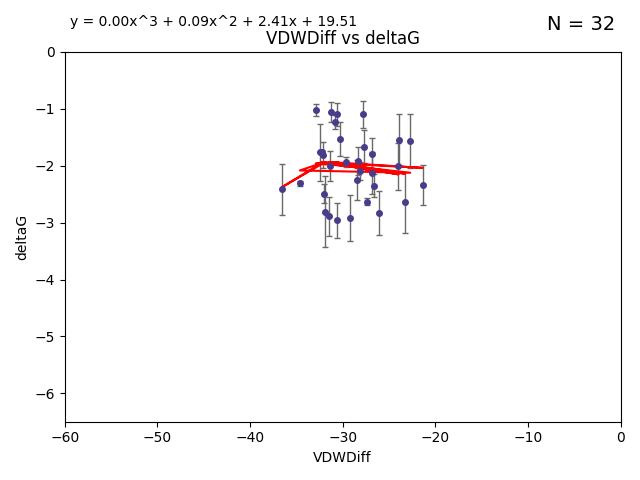 y = 0.00x^3 + 0.09x^2 + 2.41x + 19.51
N = 32
VDWDiff vs deltaG
0
−1
−2
−3
−4
−5
−6
deltaG
−60 −50 −40 −30 −20 −10 0
VDWDiff